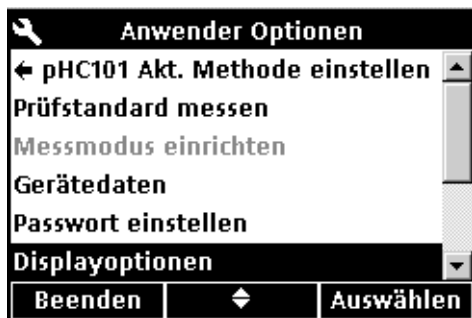 Anwender Optionen
← pHC101 Akt. Methode einstellen
Prüfstandard messen
Messmodus einrichten
Gerätedaten
Passwort einstellen
Displayoptionen
Beenden Auswählen